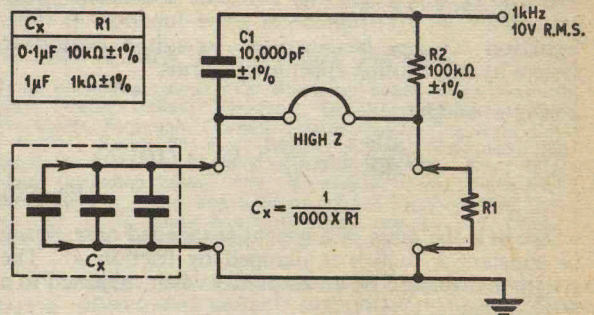 Cx R1
0·1µF 10kΩ±1%
1µF 1kΩ±1%
C1
10,000pF
±1%
1kHz
10V R.M.S.
R2
100kΩ
±1%
HIGH Z
Cx = 1 / 1000 X R1
R1
Cx